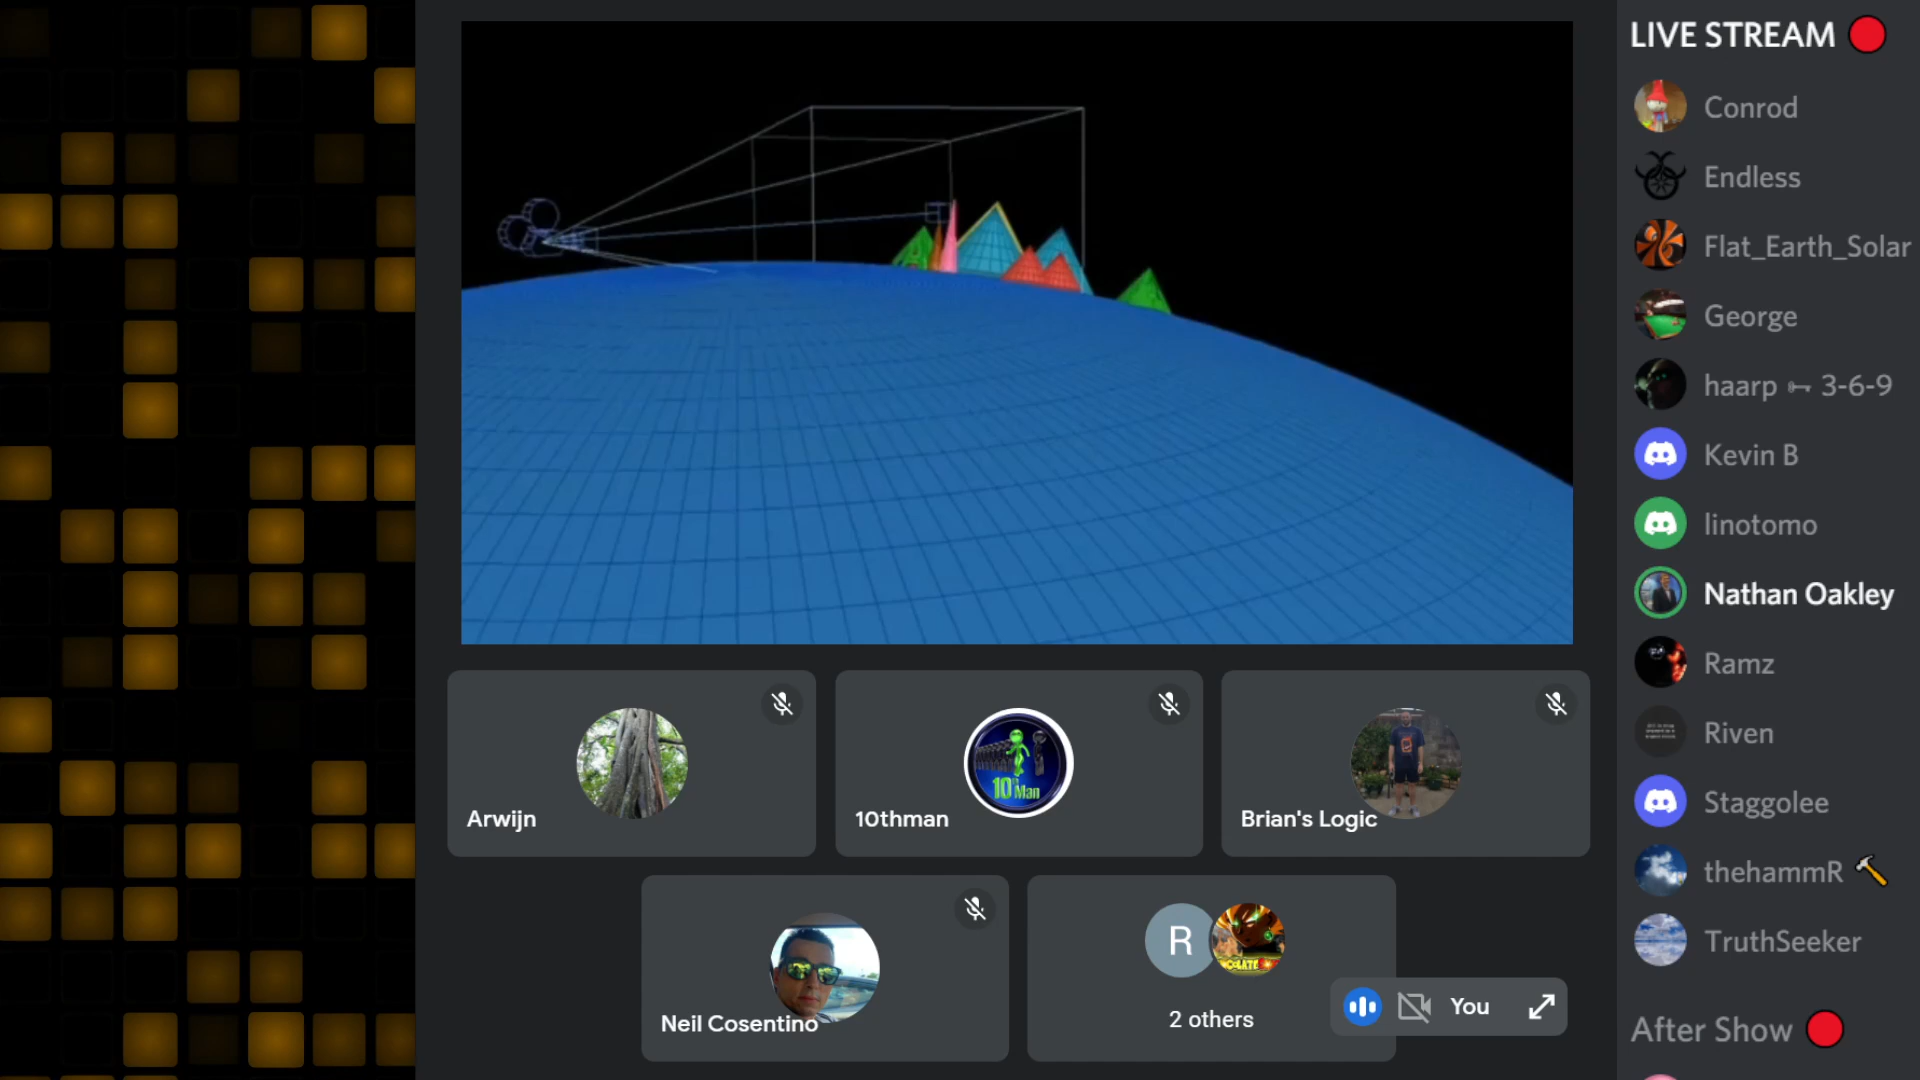 LIVE STREAM
Conrod
Endless
Flat_Earth_Solar
George
haarp 3-6-9
Kevin B
linotomo
Nathan Oakley
Ramz
Riven
Staggolee
thehammR
TruthSeeker
After Show
10th
Man
Arwijn
10thman
Brian's Logic
R
Neil Cosentino
2 others
You